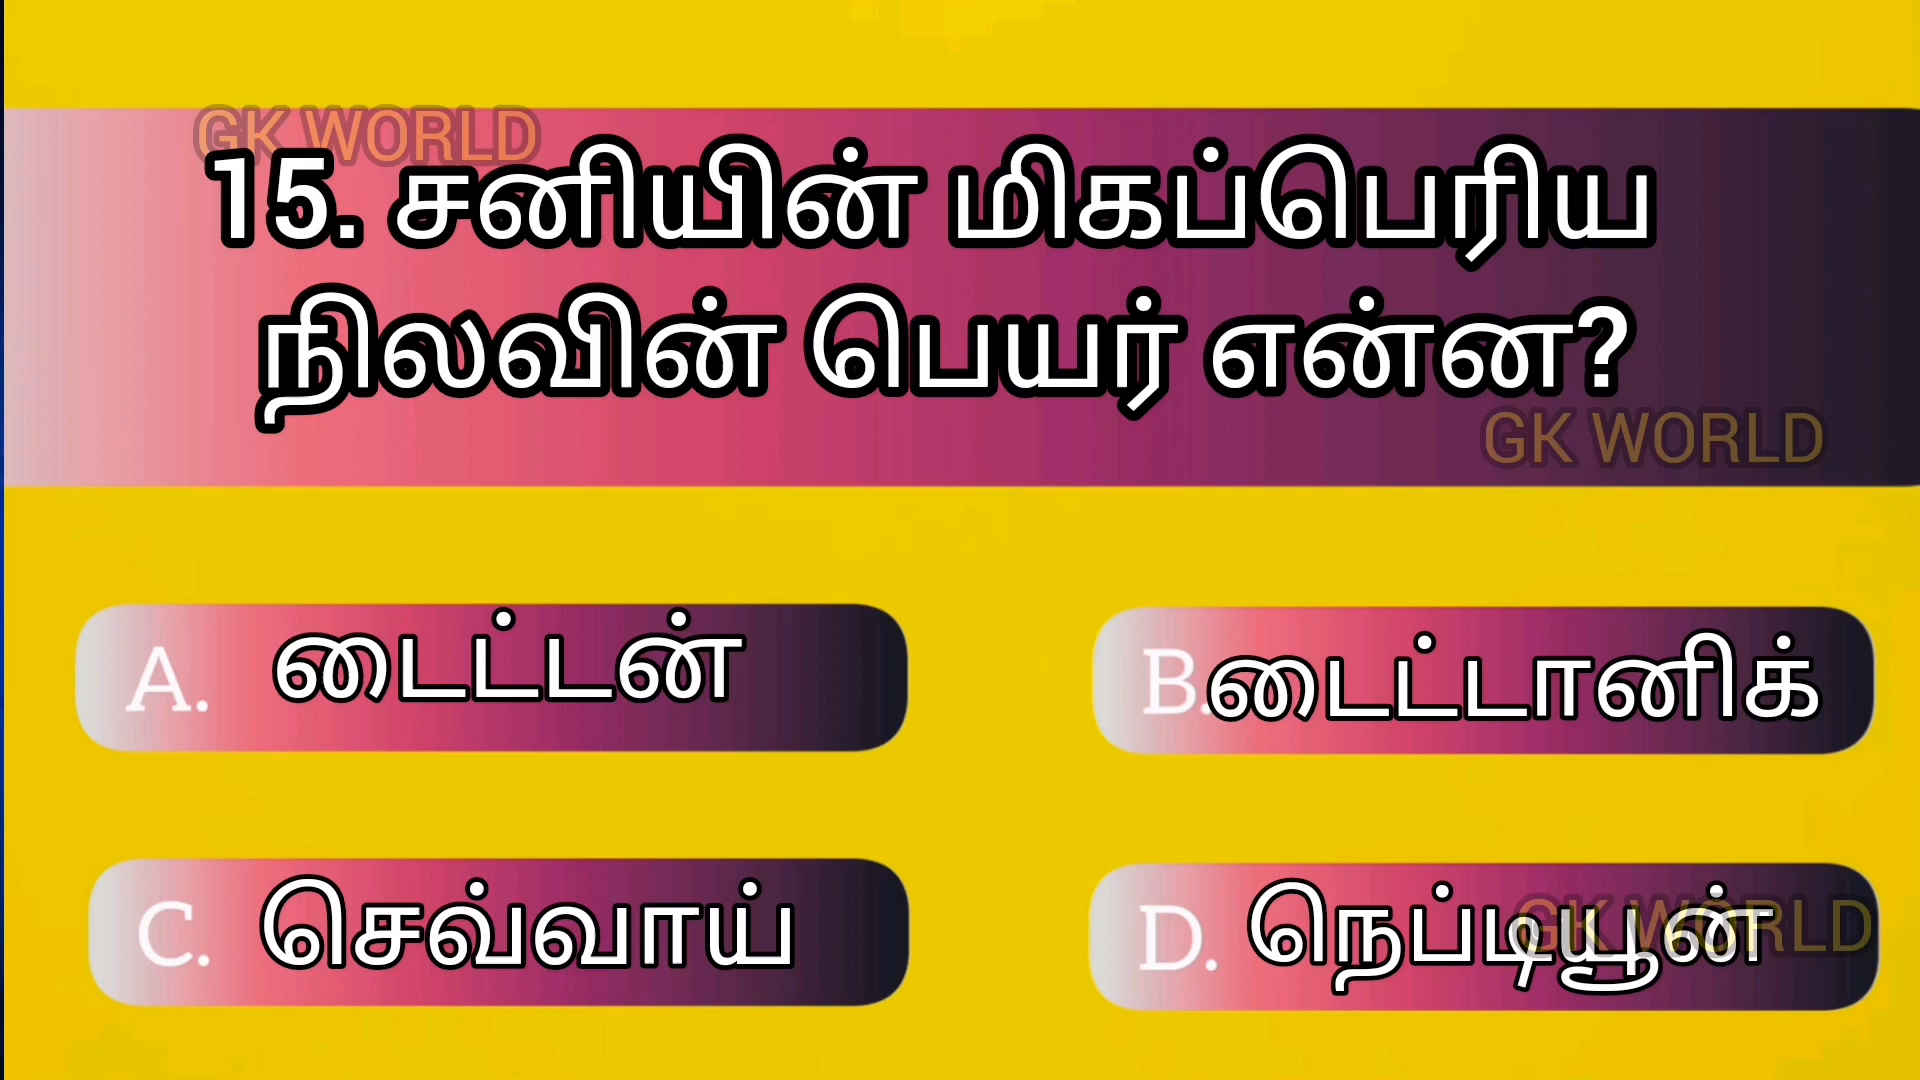 GK WORLD
15. சனியின் மிகப்பெரிய
நிலவின் பெயர் என்ன?
GK WORLD
A. டைட்டன்
B. டைட்டானிக்
C. செவ்வாய்
D. நெப்டியூன்
GK WORLD